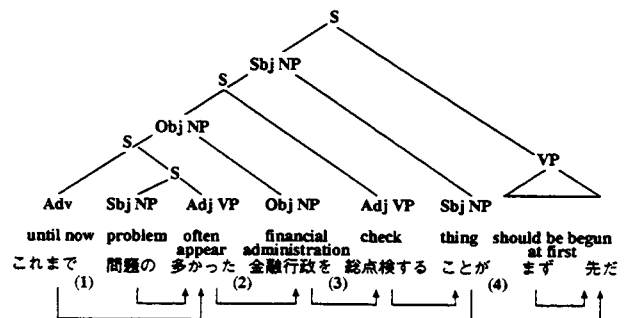 S
Sbj NP
S
Obj NP
S
S
VP
Adv Sbj NP Adj VP Obj NP Adj VP Sbj NP
until now problem often appear financial administration check thing should be begun at first
これまで 問題の 多かった 金融行政を 総点検する ことが まず 先だ
(1) (2) (3) (4)